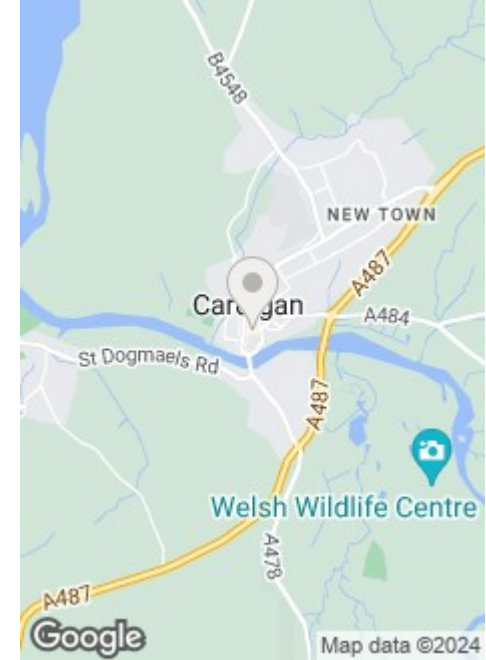 B4548
NEW TOWN
A487
Cardigan
A484
St Dogmaels Rd
A487
Welsh Wildlife Centre
A478
A487
Google
Map data ©2024